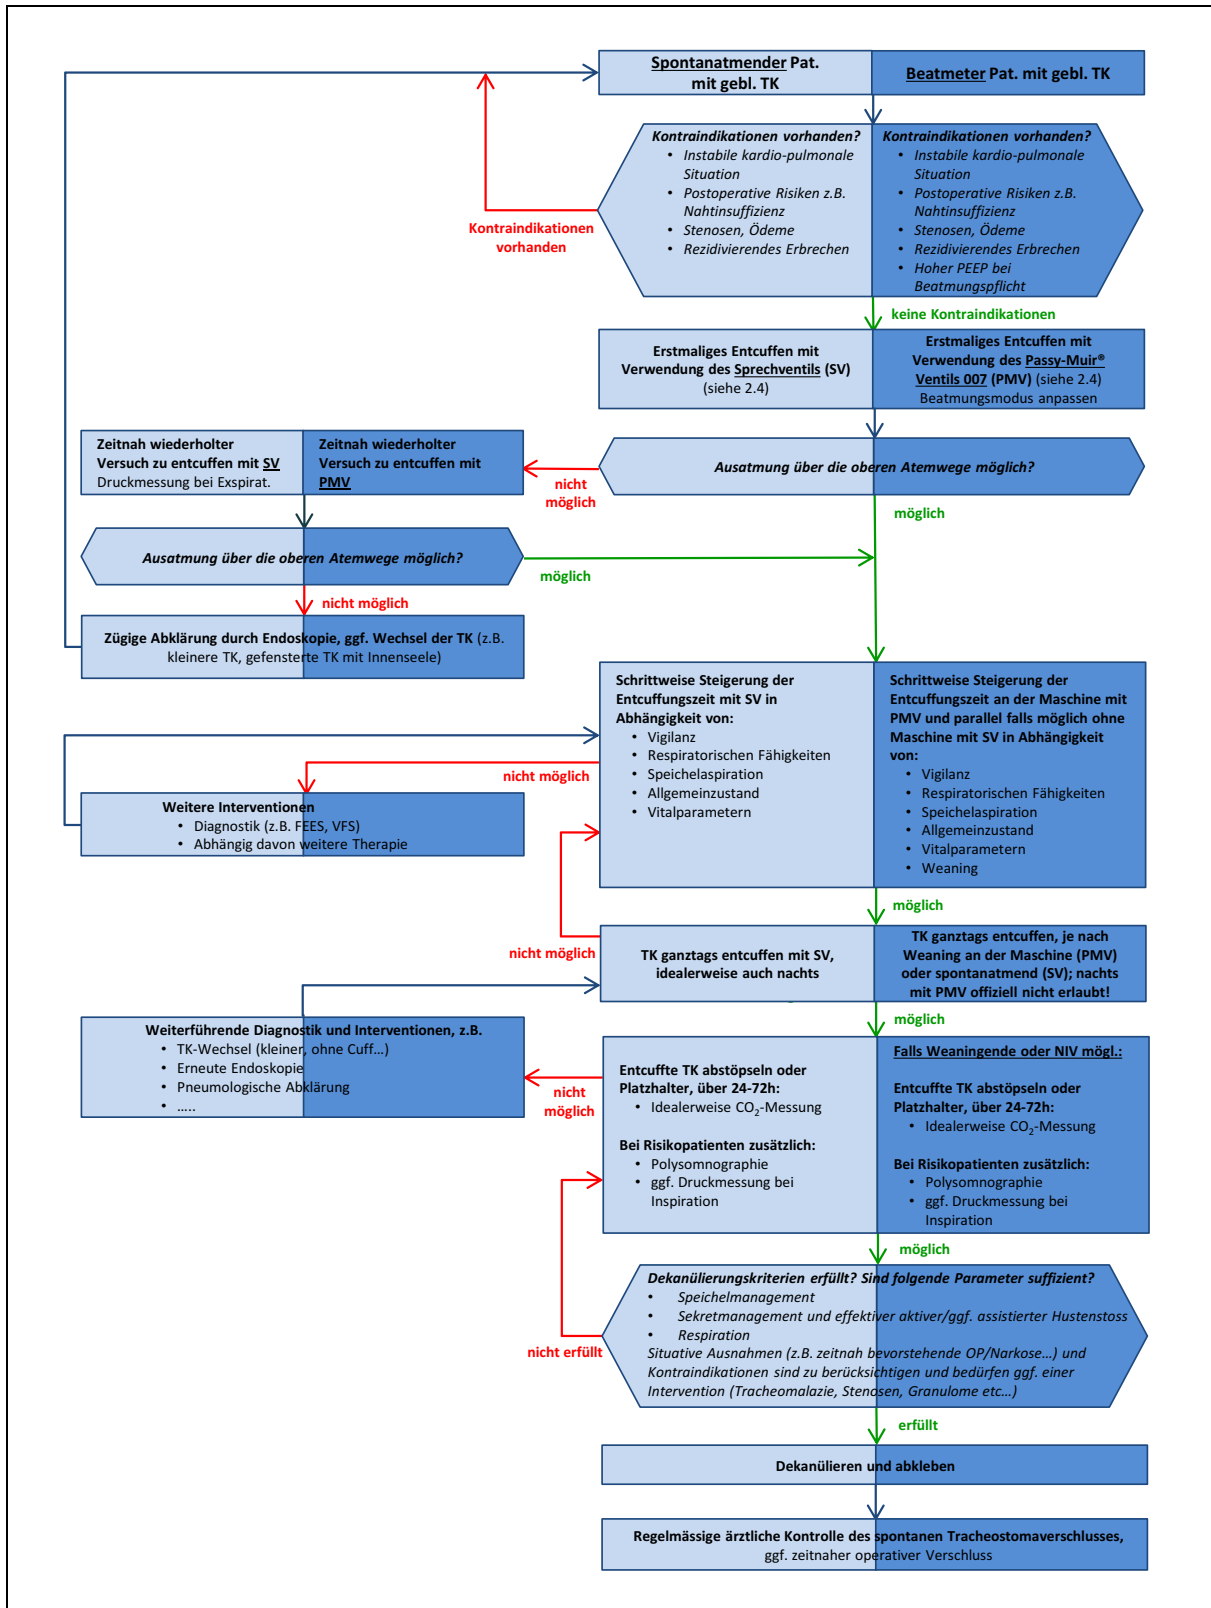 Spontanatmender Pat.
mit gebl. TK
Beatmeter Pat. mit gebl. TK
Kontraindikationen vorhanden?
• Instabile kardio-pulmonale
Situation
• Postoperative Risiken z.B.
Nahtinsuffizienz
• Stenosen, Ödeme
• Rezidivierendes Erbrechen
Kontraindikationen vorhanden?
• Instabile kardio-pulmonale
Situation
• Postoperative Risiken z.B.
Nahtinsuffizienz
• Stenosen, Ödeme
• Rezidivierendes Erbrechen
• Hoher PEEP bei
Beatmungspflicht
Kontraindikationen
vorhanden
keine Kontraindikationen
Erstmaliges Entcuffen mit
Verwendung des Sprechventils (SV)
(siehe 2.4)
Erstmaliges Entcuffen mit
Verwendung des Passy-Muir®
Ventils 007 (PMV) (siehe 2.4)
Beatmungsmodus anpassen
Zeitnah wiederholter
Versuch zu entcuffen mit SV
Druckmessung bei Exspirat.
Zeitnah wiederholter
Versuch zu entcuffen mit
PMV
nicht
möglich
Ausatmung über die oberen Atemwege möglich?
möglich
Ausatmung über die oberen Atemwege möglich?
möglich
nicht möglich
Zügige Abklärung durch Endoskopie, ggf. Wechsel der TK (z.B.
kleinere TK, gefensterte TK mit Innenseele)
Schrittweise Steigerung der
Entcuffungszeit mit SV in
Abhängigkeit von:
• Vigilanz
• Respiratorischen Fähigkeiten
• Speichelaspiration
• Allgemeinzustand
• Vitalparametern
Schrittweise Steigerung der
Entcuffungszeit an der Maschine mit
PMV und parallel falls möglich ohne
Maschine mit SV in Abhängigkeit
von:
• Vigilanz
• Respiratorischen Fähigkeiten
• Speichelaspiration
• Allgemeinzustand
• Vitalparametern
• Weaning
nicht möglich
Weitere Interventionen
• Diagnostik (z.B. FEES, VFS)
• Abhängig davon weitere Therapie
möglich
nicht möglich
TK ganztags entcuffen mit SV,
idealerweise auch nachts
TK ganztags entcuffen, je nach
Weaning an der Maschine (PMV)
oder spontanatmend (SV); nachts
mit PMV offiziell nicht erlaubt!
möglich
Weiterführende Diagnostik und Interventionen, z.B.
• TK-Wechsel (kleiner, ohne Cuff…)
• Erneute Endoskopie
• Pneumologische Abklärung
• …..
nicht
möglich
Entcuffte TK abstöpseln oder
Platzhalter, über 24-72h:
• Idealerweise CO₂-Messung
Bei Risikopatienten zusätzlich:
• Polysomnographie
• ggf. Druckmessung bei
Inspiration
Falls Weaningende oder NIV mögl.:
Entcuffte TK abstöpseln oder
Platzhalter, über 24-72h:
• Idealerweise CO₂-Messung
Bei Risikopatienten zusätzlich:
• Polysomnographie
• ggf. Druckmessung bei
Inspiration
möglich
Dekanülierungskriterien erfüllt? Sind folgende Parameter suffizient?
• Speichelmanagement
• Sekretmanagement und effektiver aktiver/ggf. assistierter Hustenstoss
• Respiration
Situative Ausnahmen (z.B. zeitnah bevorstehende OP/Narkose…) und
Kontraindikationen sind zu berücksichtigen und bedürfen ggf. einer
Intervention (Tracheomalazie, Stenosen, Granulome etc…)
nicht erfüllt
erfüllt
Dekanülieren und abkleben
Regelmässige ärztliche Kontrolle des spontanen Tracheostomaverschlusses,
ggf. zeitnaher operativer Verschluss